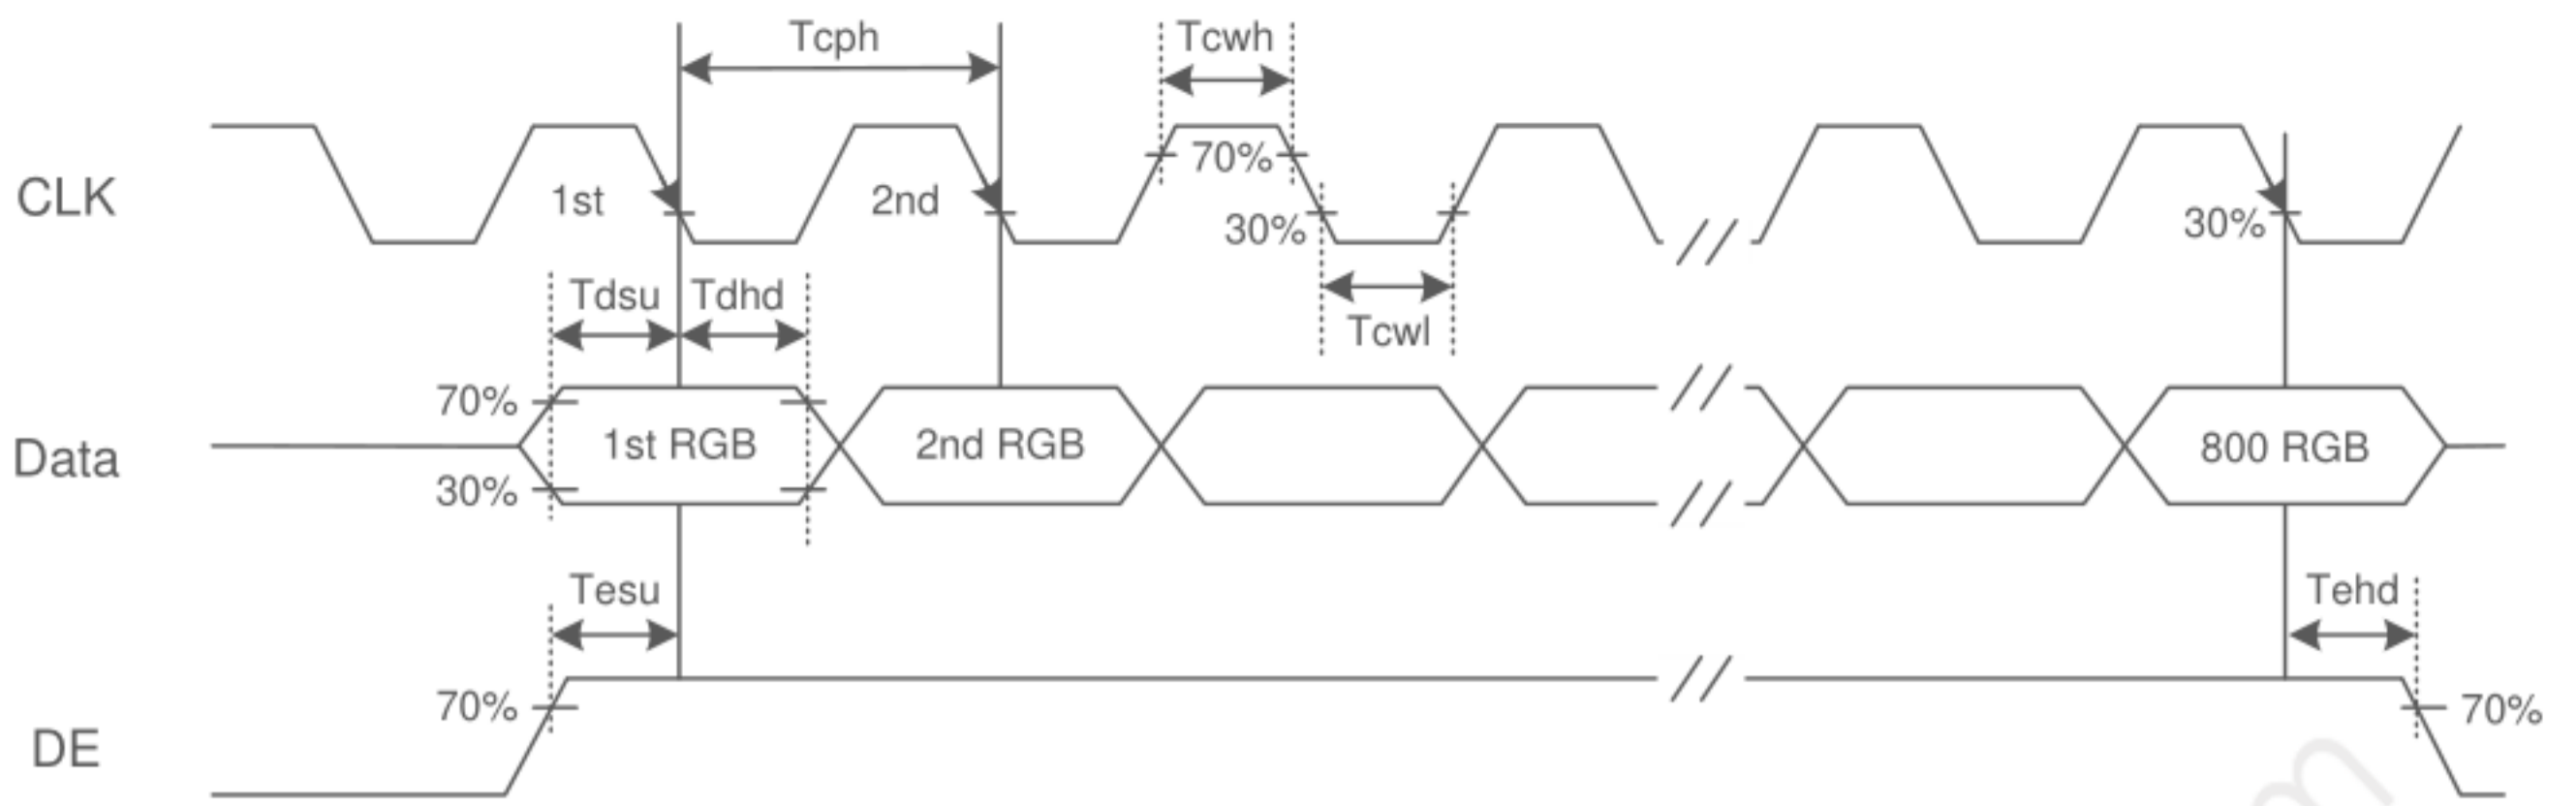 Tcph
Tcwh
CLK
1st
2nd
70%
30%
30%
Tdsu
Tdhd
Tcwl
70%
Data
1st RGB
2nd RGB
800 RGB
30%
Tesu
Tehd
70%
70%
DE